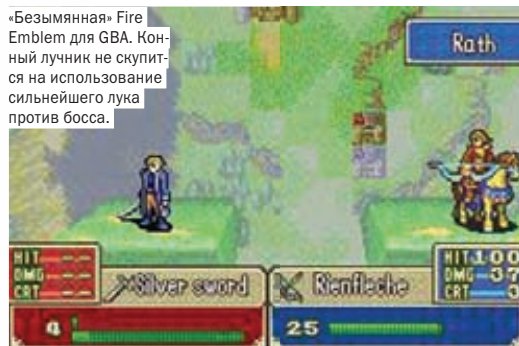 «Безымянная» Fire
Emblem для GBA. Кон-
ный лучник не скупит-
ся на использование
сильнейшего лука
против босса.
Rath
HIT -- HIT 100
DMG -- DMG 37
CRT -- CRT 0
Silver sword Rienfleche
4 25